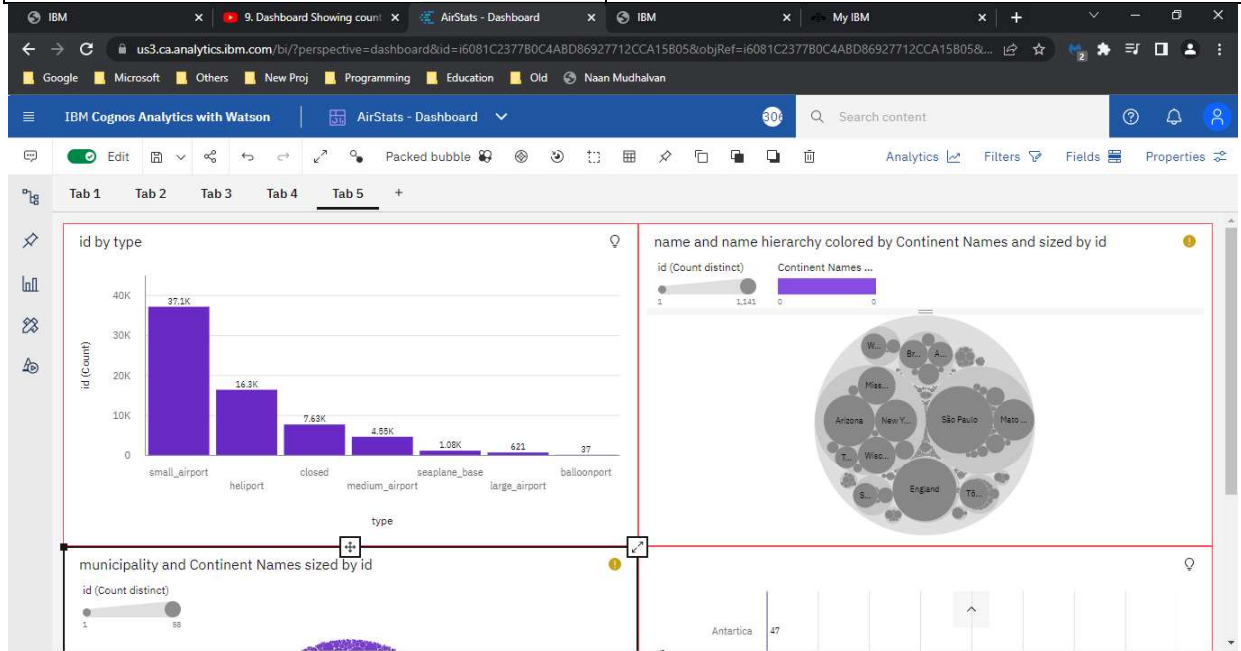 IBM
9. Dashboard Showing count
AirStats - Dashboard
IBM
My IBM
us3.ca.analytics.ibm.com/bi/?perspective=dashboard&id=i6081C2377B0C4ABD86927712CCA15B05&objRef=i6081C2377B0C4ABD86927712CCA15B05&...
2
Google Microsoft Others New Proj Programming Education Old Naan Mudhalvan
IBM Cognos Analytics with Watson
AirStats - Dashboard
Search content
Edit
Packed bubble
Analytics Filters Fields Properties
Tab 1 Tab 2 Tab 3 Tab 4 Tab 5 +
id by type
id (Count)
40K
30K
20K
10K
0
37.1K
16.3K
7.63K
4.55K
1.08K
621
37
small_airport
heliport
closed
medium_airport
seaplane_base
large_airport
balloonport
type
name and name hierarchy colored by Continent Names and sized by id
id (Count distinct)
1 1,141
Continent Names ...
0 0
W...
Br... A...
Miss...
Arizona New Y... São Paulo Mato ...
T... Wisc...
S... England Tō...
municipality and Continent Names sized by id
id (Count distinct)
1 58
Antartica 47